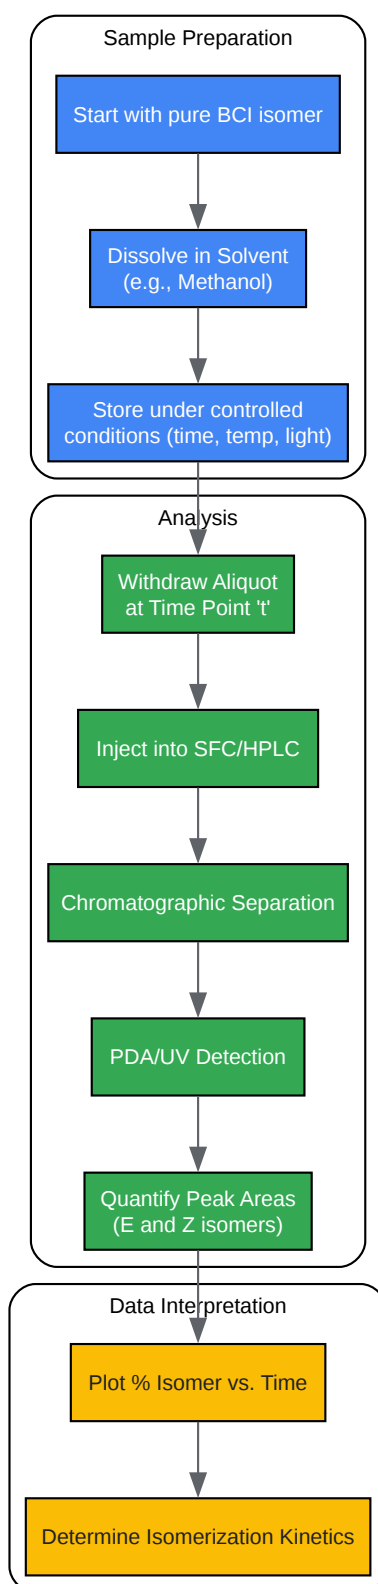 Sample Preparation
Start with pure BCI isomer
Dissolve in Solvent
(e.g., Methanol)
Store under controlled
conditions (time, temp, light)
Analysis
Withdraw Aliquot
at Time Point 't'
Inject into SFC/HPLC
Chromatographic Separation
PDA/UV Detection
Quantify Peak Areas
(E and Z isomers)
Data Interpretation
Plot % Isomer vs. Time
Determine Isomerization Kinetics